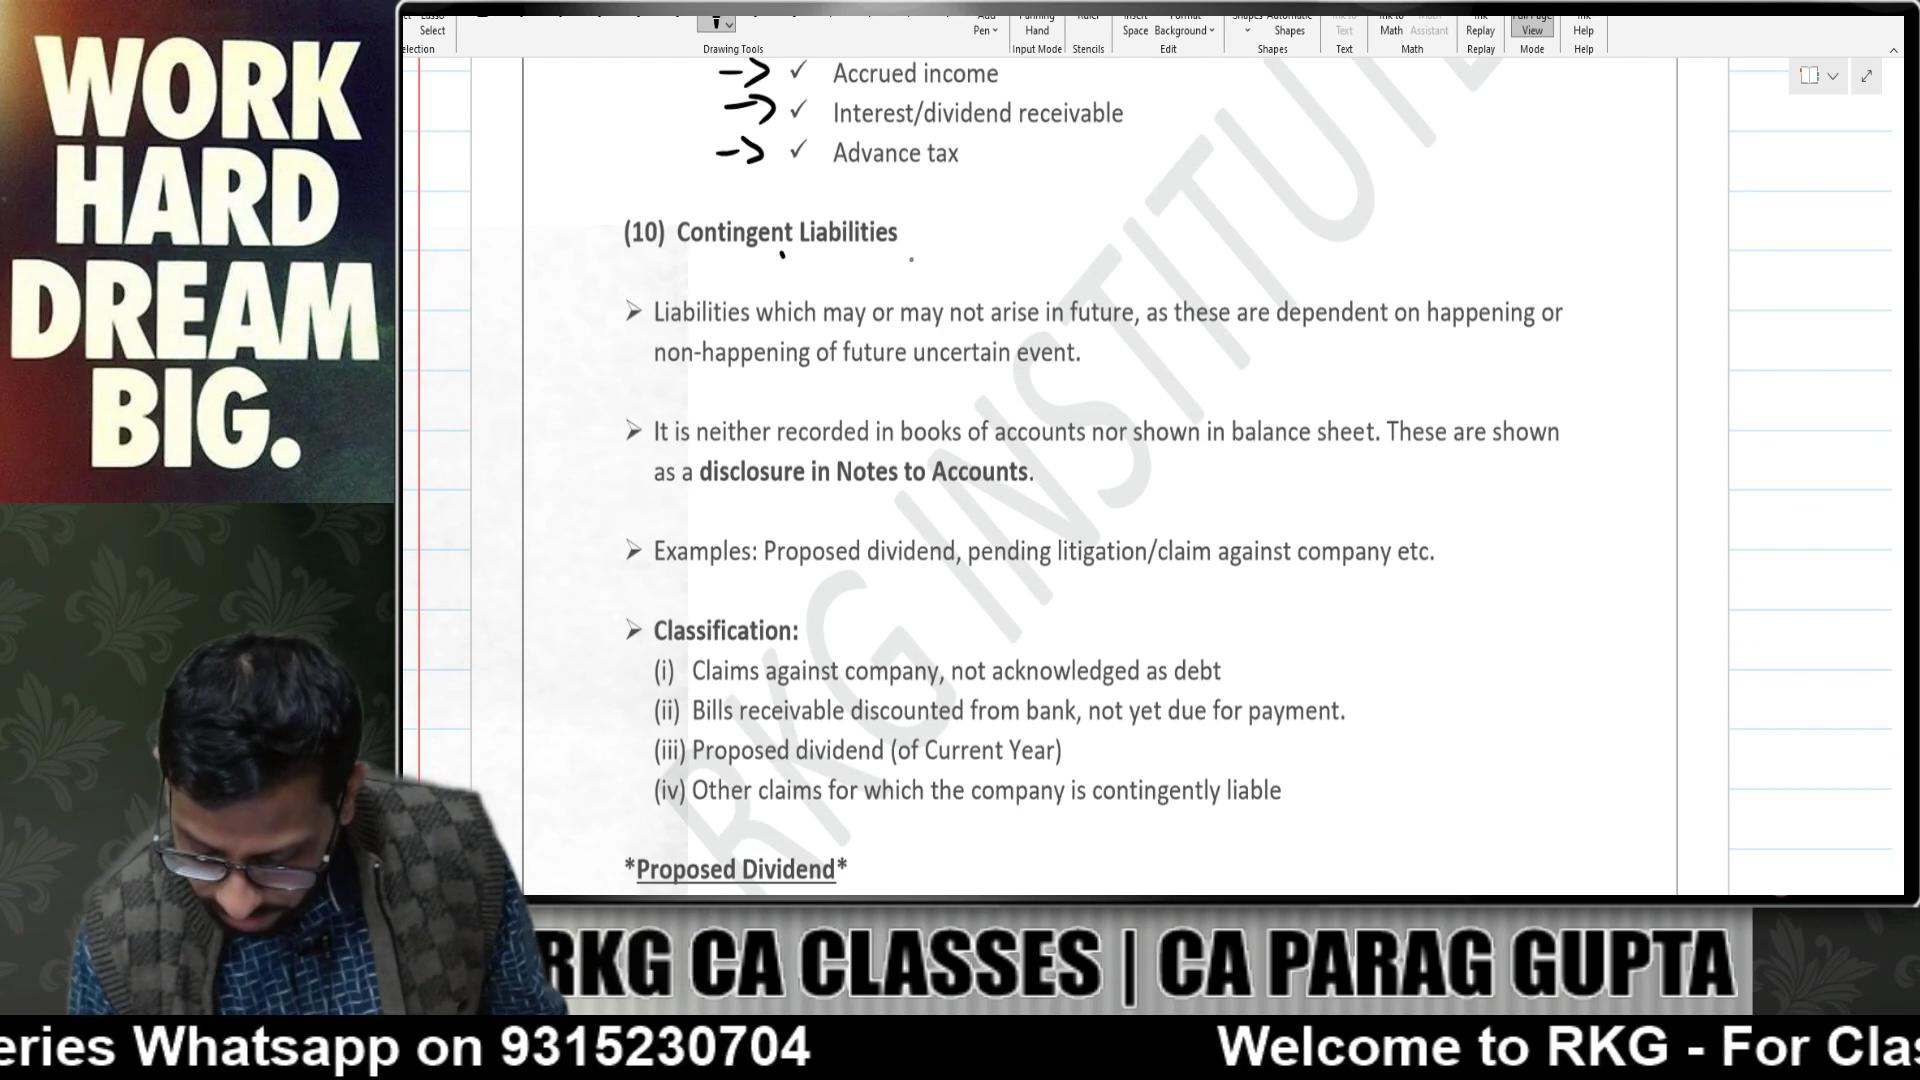 WORK
HARD
DREAM
BIG.
Select
Pen
Hand
Space
Background
Shapes
Text
Math
Assistant
Replay
View
Help
Drawing Tools
Input Mode
Stencils
Edit
Shapes
Text
Math
Replay
Mode
Help
✓ Accrued income
✓ Interest/dividend receivable
✓ Advance tax
(10) Contingent Liabilities
➢ Liabilities which may or may not arise in future, as these are dependent on happening or
non-happening of future uncertain event.
➢ It is neither recorded in books of accounts nor shown in balance sheet. These are shown
as a disclosure in Notes to Accounts.
➢ Examples: Proposed dividend, pending litigation/claim against company etc.
➢ Classification:
(i) Claims against company, not acknowledged as debt
(ii) Bills receivable discounted from bank, not yet due for payment.
(iii) Proposed dividend (of Current Year)
(iv) Other claims for which the company is contingently liable
*Proposed Dividend*
RKG INSTITUTE
RKG CA CLASSES | CA PARAG GUPTA
eries Whatsapp on 9315230704
Welcome to RKG - For Clas